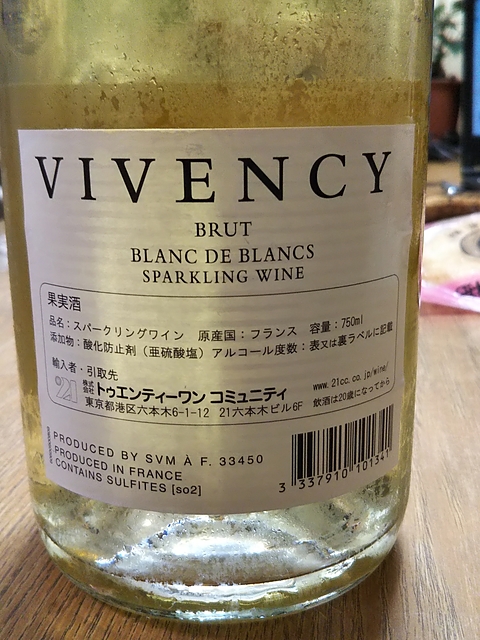 VIVENCY
BRUT
BLANC DE BLANCS
SPARKLING WINE
果実酒
品名：スパークリングワイン 原産国：フランス 容量：750ml
添加物：酸化防止剤（亜硫酸塩）アルコール度数：表又は裏ラベルに記載
輸入者・引取先
'21 株式会社 トゥエンティーワン コミュニティ www.21cc.co.jp/wine/
東京都港区六本木6-1-12 21六本木ビル6F 飲酒は20歳になってから
PRODUCED BY SVM À F. 33450
PRODUCED IN FRANCE
CONTAINS SULFITES [so2]
3 337910 101341